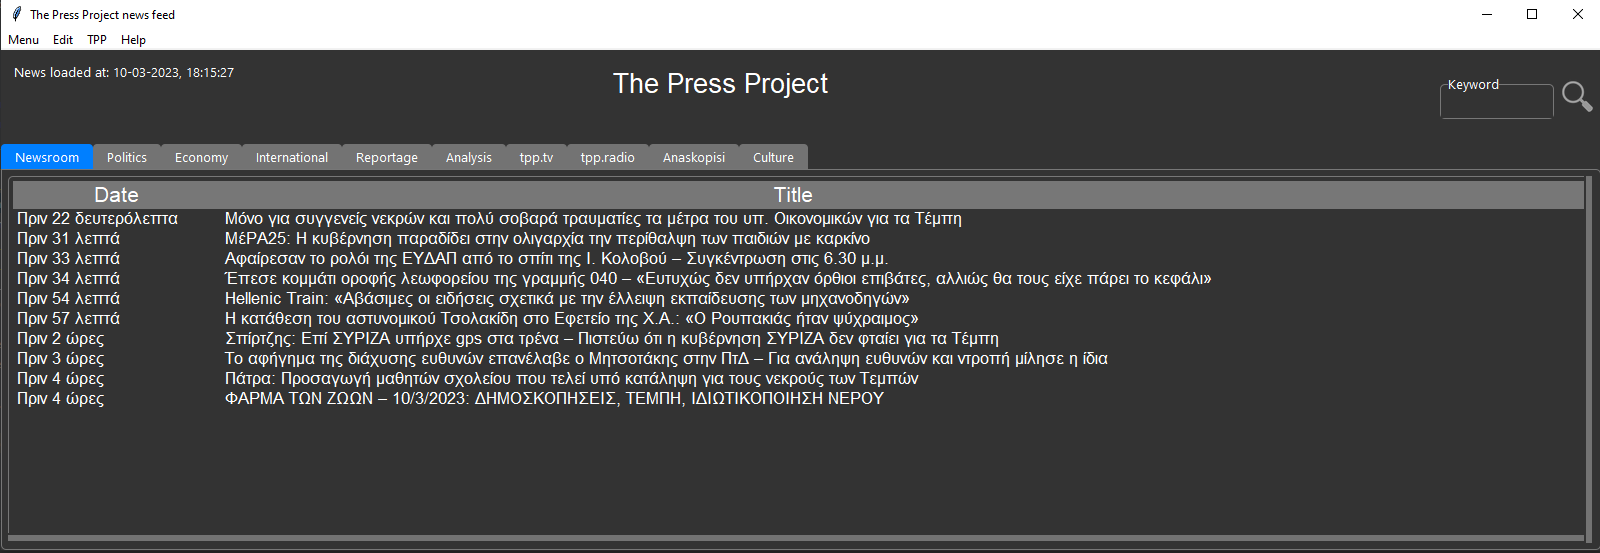 The Press Project news feed
Menu Edit TPP Help
News loaded at: 10-03-2023, 18:15:27
The Press Project
Keyword
Newsroom Politics Economy International Reportage Analysis tpp.tv tpp.radio Anaskopisi Culture
Date Title
Πριν 22 δευτερόλεπτα Μόνο για συγγενείς νεκρών και πολύ σοβαρά τραυματίες τα μέτρα του υπ. Οικονομικών για τα Τέμπη
Πριν 31 λεπτά ΜέΡΑ25: Η κυβέρνηση παραδίδει στην ολιγαρχία την περίθαλψη των παιδιών με καρκίνο
Πριν 33 λεπτά Αφαίρεσαν το ρολόι της ΕΥΔΑΠ από το σπίτι της Ι. Κολοβού – Συγκέντρωση στις 6.30 μ.μ.
Πριν 34 λεπτά Έπεσε κομμάτι οροφής λεωφορείου της γραμμής 040 – «Ευτυχώς δεν υπήρχαν όρθιοι επιβάτες, αλλιώς θα τους είχε πάρει το κεφάλι»
Πριν 54 λεπτά Hellenic Train: «Αβάσιμες οι ειδήσεις σχετικά με την έλλειψη εκπαίδευσης των μηχανοδηγών»
Πριν 57 λεπτά Η κατάθεση του αστυνομικού Τσολακίδη στο Εφετείο της Χ.Α.: «Ο Ρουπακιάς ήταν ψύχραιμος»
Πριν 2 ώρες Σπίρτζης: Επί ΣΥΡΙΖΑ υπήρχε gps στα τρένα – Πιστεύω ότι η κυβέρνηση ΣΥΡΙΖΑ δεν φταίει για τα Τέμπη
Πριν 3 ώρες Το αφήγημα της διάχυσης ευθυνών επανέλαβε ο Μητσοτάκης στην ΠτΔ – Για ανάληψη ευθυνών και ντροπή μίλησε η ίδια
Πριν 4 ώρες Πάτρα: Προσαγωγή μαθητών σχολείου που τελεί υπό κατάληψη για τους νεκρούς των Τεμπών
Πριν 4 ώρες ΦΑΡΜΑ ΤΩΝ ΖΩΩΝ – 10/3/2023: ΔΗΜΟΣΚΟΠΗΣΕΙΣ, ΤΕΜΠΗ, ΙΔΙΩΤΙΚΟΠΟΙΗΣΗ ΝΕΡΟΥ